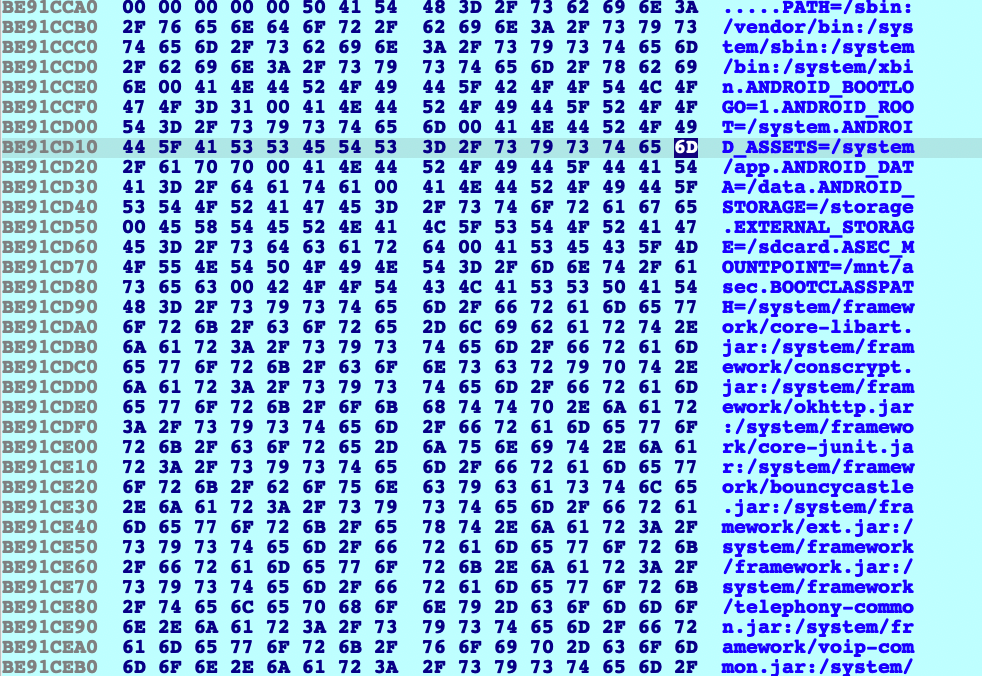 BE91CCA0 00 00 00 00 00 50 41 54 48 3D 2F 73 62 69 6E 3A .....PATH=/sbin:
BE91CCB0 2F 76 65 6E 64 6F 72 2F 62 69 6E 3A 2F 73 79 73 /vendor/bin:/sys
BE91CCC0 74 65 6D 2F 73 62 69 6E 3A 2F 73 79 73 74 65 6D tem/sbin:/system
BE91CCD0 2F 62 69 6E 3A 2F 73 79 73 74 65 6D 2F 78 62 69 /bin:/system/xbi
BE91CCE0 6E 00 41 4E 44 52 4F 49 44 5F 42 4F 4F 54 4C 4F n.ANDROID_BOOTLO
BE91CCF0 47 4F 3D 31 00 41 4E 44 52 4F 49 44 5F 52 4F 4F GO=1.ANDROID_ROO
BE91CD00 54 3D 2F 73 79 73 74 65 6D 00 41 4E 44 52 4F 49 T=/system.ANDROI
BE91CD10 44 5F 41 53 53 45 54 53 3D 2F 73 79 73 74 65 6D D_ASSETS=/system
BE91CD20 2F 61 70 70 00 41 4E 44 52 4F 49 44 5F 44 41 54 /app.ANDROID_DAT
BE91CD30 41 3D 2F 64 61 74 61 00 41 4E 44 52 4F 49 44 5F A=/data.ANDROID_
BE91CD40 53 54 4F 52 41 47 45 3D 2F 73 74 6F 72 61 67 65 STORAGE=/storage
BE91CD50 00 45 58 54 45 52 4E 41 4C 5F 53 54 4F 52 41 47 .EXTERNAL_STORAG
BE91CD60 45 3D 2F 73 64 63 61 72 64 00 41 53 45 43 5F 4D E=/sdcard.ASEC_M
BE91CD70 4F 55 4E 54 50 4F 49 4E 54 3D 2F 6D 6E 74 2F 61 OUNTPOINT=/mnt/a
BE91CD80 73 65 63 00 42 4F 4F 54 43 4C 41 53 53 50 41 54 sec.BOOTCLASSPAT
BE91CD90 48 3D 2F 73 79 73 74 65 6D 2F 66 72 61 6D 65 77 H=/system/framew
BE91CDA0 6F 72 6B 2F 63 6F 72 65 2D 6C 69 62 61 72 74 2E ork/core-libart.
BE91CDB0 6A 61 72 3A 2F 73 79 73 74 65 6D 2F 66 72 61 6D jar:/system/fram
BE91CDC0 65 77 6F 72 6B 2F 63 6F 6E 73 63 72 79 70 74 2E ework/conscrypt.
BE91CDD0 6A 61 72 3A 2F 73 79 73 74 65 6D 2F 66 72 61 6D jar:/system/fram
BE91CDE0 65 77 6F 72 6B 2F 6F 6B 68 74 74 70 2E 6A 61 72 ework/okhttp.jar
BE91CDF0 3A 2F 73 79 73 74 65 6D 2F 66 72 61 6D 65 77 6F :/system/framewo
BE91CE00 72 6B 2F 63 6F 72 65 2D 6A 75 6E 69 74 2E 6A 61 rk/core-junit.ja
BE91CE10 72 3A 2F 73 79 73 74 65 6D 2F 66 72 61 6D 65 77 r:/system/framew
BE91CE20 6F 72 6B 2F 62 6F 75 6E 63 79 63 61 73 74 6C 65 ork/bouncycastle
BE91CE30 2E 6A 61 72 3A 2F 73 79 73 74 65 6D 2F 66 72 61 .jar:/system/fra
BE91CE40 6D 65 77 6F 72 6B 2F 65 78 74 2E 6A 61 72 3A 2F mework/ext.jar:/
BE91CE50 73 79 73 74 65 6D 2F 66 72 61 6D 65 77 6F 72 6B system/framework
BE91CE60 2F 66 72 61 6D 65 77 6F 72 6B 2E 6A 61 72 3A 2F /framework.jar:/
BE91CE70 73 79 73 74 65 6D 2F 66 72 61 6D 65 77 6F 72 6B system/framework
BE91CE80 2F 74 65 6C 65 70 68 6F 6E 79 2D 63 6F 6D 6D 6F /telephony-commo
BE91CE90 6E 2E 6A 61 72 3A 2F 73 79 73 74 65 6D 2F 66 72 n.jar:/system/fr
BE91CEA0 61 6D 65 77 6F 72 6B 2F 76 6F 69 70 2D 63 6F 6D amework/voip-com
BE91CEB0 6D 6F 6E 2E 6A 61 72 3A 2F 73 79 73 74 65 6D 2F mon.jar:/system/